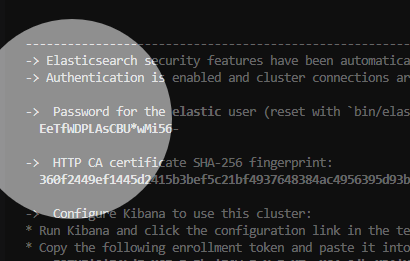 -> Elasticsearch security features have been automatica
-> Authentication is enabled and cluster connections ar
-> Password for the elastic user (reset with `bin/elas
EeTfWDPLAsCBU*wMi56-
-> HTTP CA certificate SHA-256 fingerprint:
360f2449ef1445d2415b3bef5c21bf4937648384ac4956395d93b
-> Configure Kibana to use this cluster:
* Run Kibana and click the configuration link in the te
* Copy the following enrollment token and paste it into